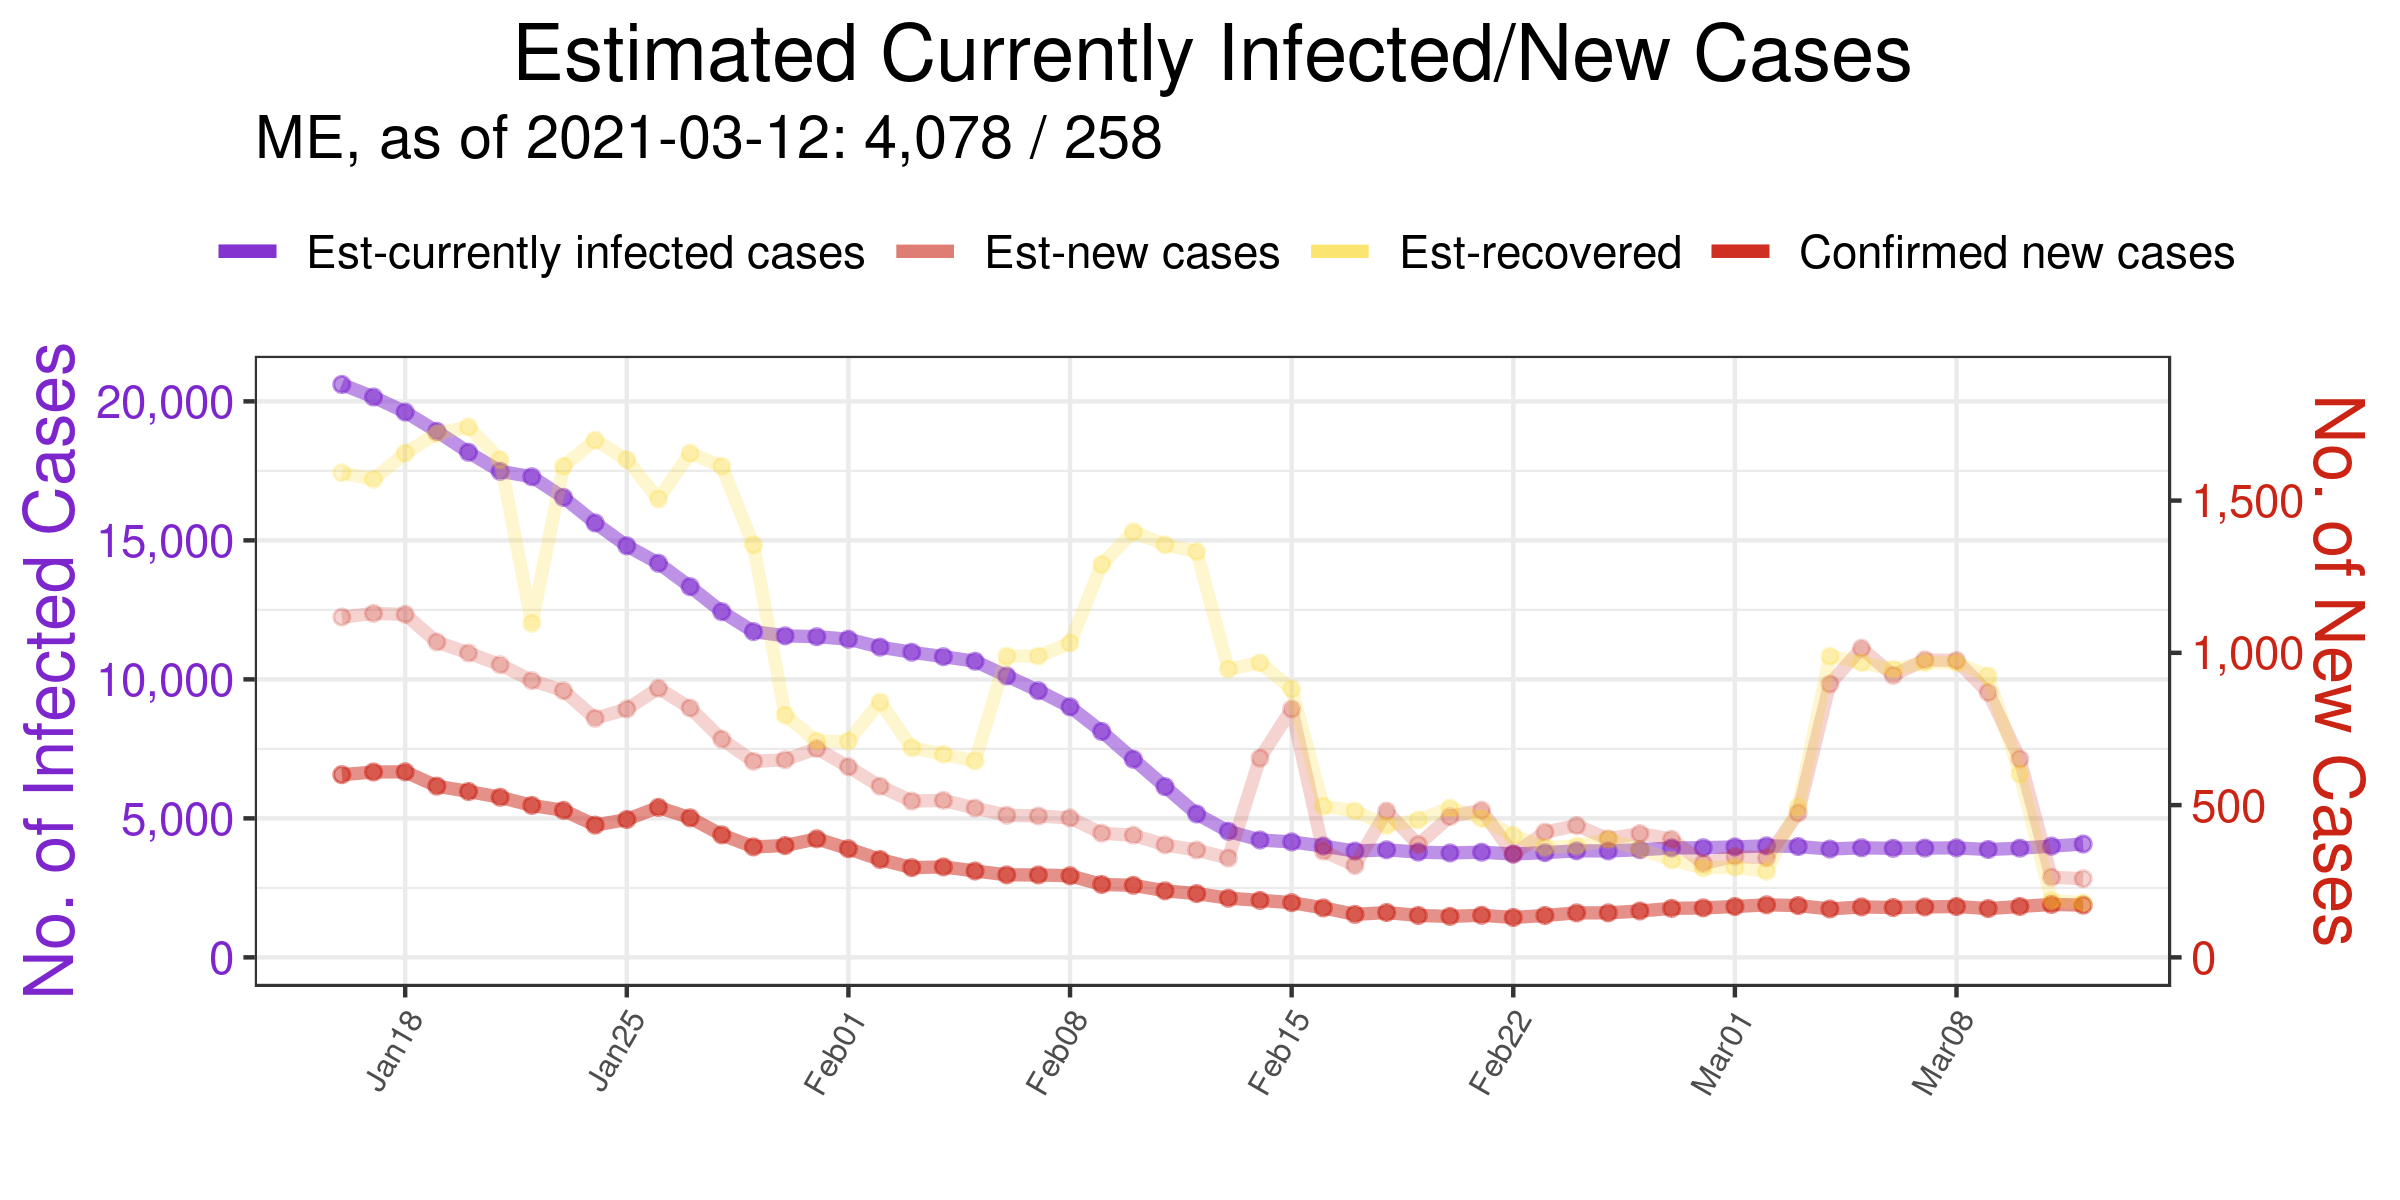 Estimated Currently Infected/New Cases
ME, as of 2021-03-12: 4,078 / 258
Est-currently infected cases Est-new cases Est-recovered Confirmed new cases
No. of Infected Cases
20,000
15,000
10,000
5,000
0
1,500
1,000
500
0
No. of New Cases
Jan18 Jan25 Feb01 Feb08 Feb15 Feb22 Mar01 Mar08